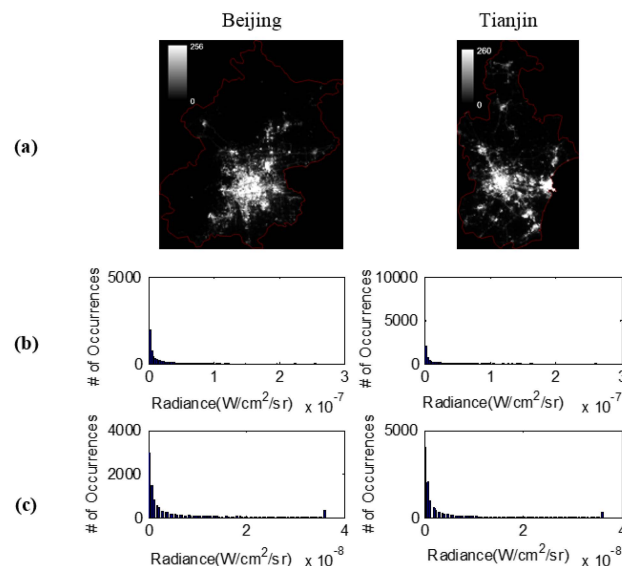 Beijing
Tianjin
(a)
256
0
260
0
(b)
# of Occurrences
5000
0
0 1 2 3
Radiance(W/cm²/sr) x 10⁻⁷
# of Occurrences
10000
5000
0
0 1 2 3
Radiance(W/cm²/sr) x 10⁻⁷
(c)
# of Occurrences
4000
2000
0
0 2 4
Radiance(W/cm²/sr) x 10⁻⁸
# of Occurrences
5000
0
0 2 4
Radiance(W/cm²/sr) x 10⁻⁸